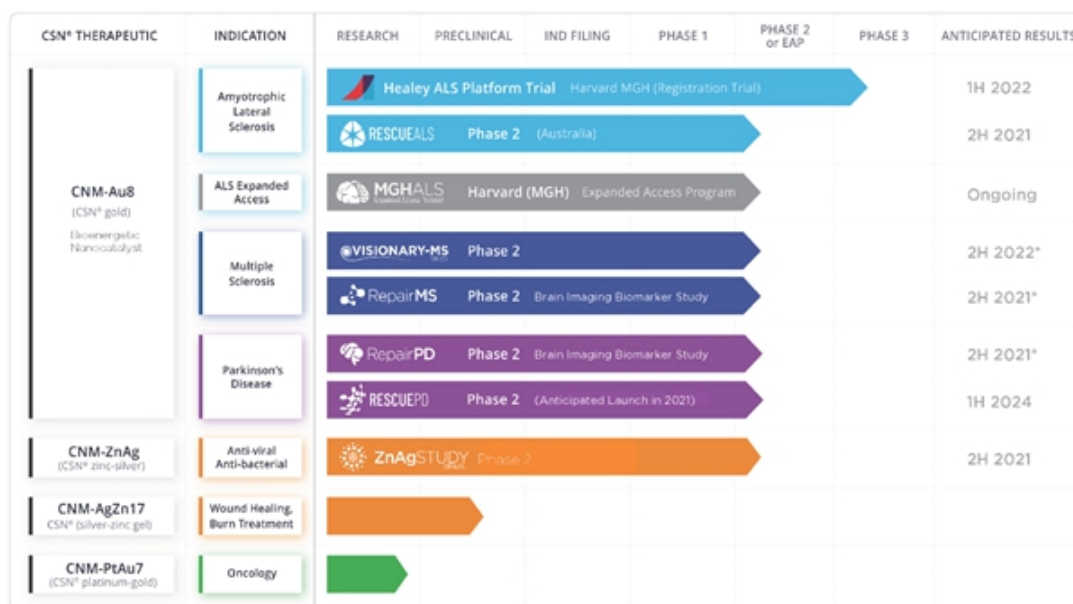 CSN® THERAPEUTIC
INDICATION
RESEARCH
PRECLINICAL
IND FILING
PHASE 1
PHASE 2
or EAP
PHASE 3
ANTICIPATED RESULTS
CNM-Au8
(CSN® gold)
Bioenergetic
Nanocatalyst
Amyotrophic
Lateral
Sclerosis
Healey ALS Platform Trial Harvard MGH (Registration Trial)
1H 2022
RESCUEALS Phase 2 (Australia)
2H 2021
ALS Expanded
Access
MGHALS Harvard (MGH) Expanded Access Program
Ongoing
Multiple
Sclerosis
VISIONARY-MS Phase 2
2H 2022*
RepairMS Phase 2 Brain Imaging Biomarker Study
2H 2021*
Parkinson's
Disease
RepairPD Phase 2 Brain Imaging Biomarker Study
2H 2021*
RESCUEPD Phase 2 (Anticipated Launch in 2021)
1H 2024
CNM-ZnAg
(CSN® zinc-silver)
Anti-viral
Anti-bacterial
ZnAgSTUDY Phase 2
2H 2021
CNM-AgZn17
CSN® (silver-zinc gel)
Wound Healing,
Burn Treatment
CNM-PtAu7
(CSN® platinum-gold)
Oncology